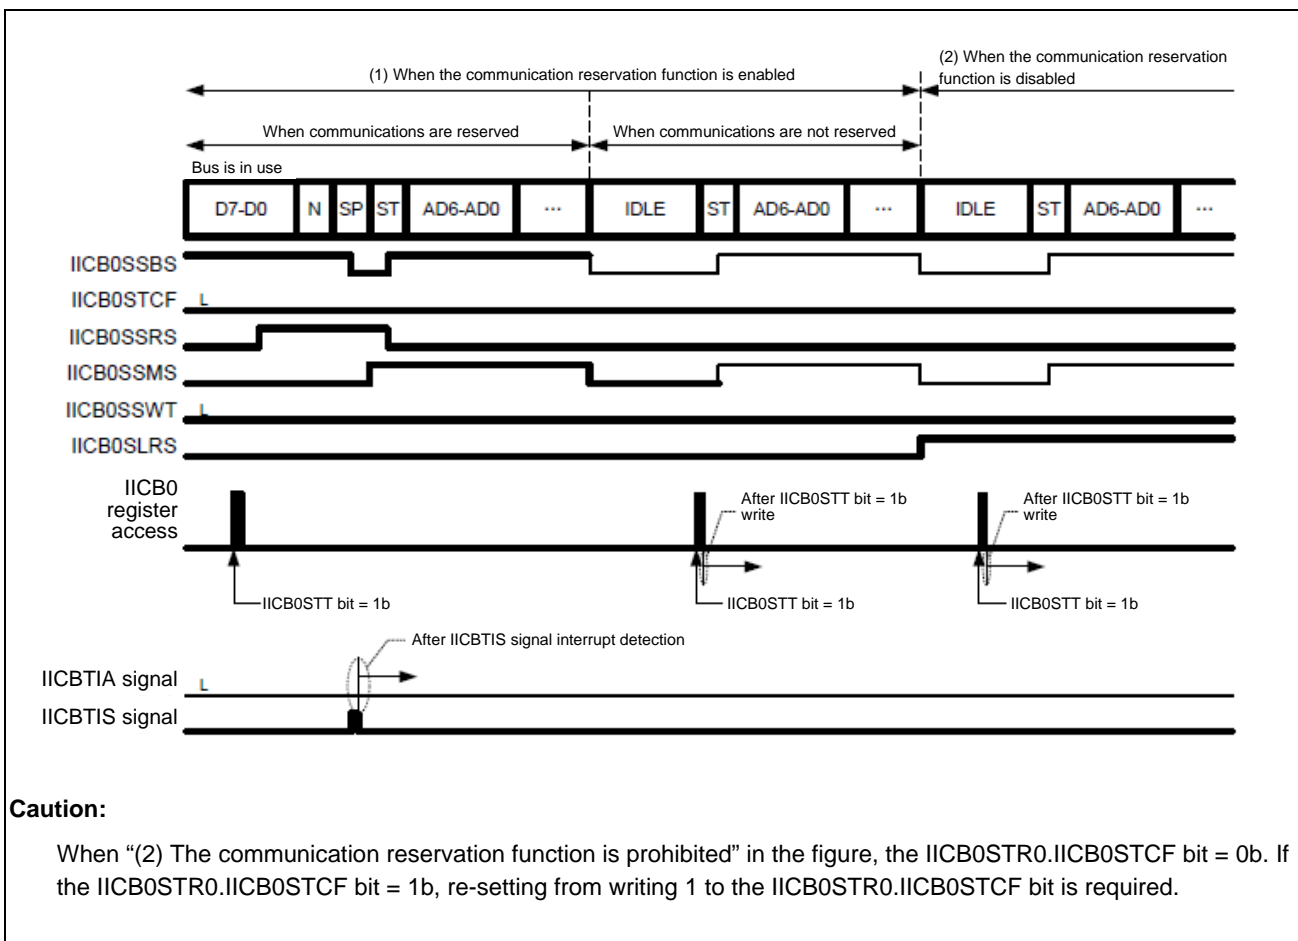 (2) When the communication reservation
(1) When the communication reservation function is enabled
function is disabled
When communications are reserved
When communications are not reserved
Bus is in use
D7-D0 N SP ST AD6-AD0 ... IDLE ST AD6-AD0 ... IDLE ST AD6-AD0 ...
IICB0SSBS
IICB0STCF L
IICB0SSRS
IICB0SSMS
IICB0SSWT L
IICB0SLRS
IICB0
register
access
After IICB0STT bit = 1b
write
After IICB0STT bit = 1b
write
IICB0STT bit = 1b
IICB0STT bit = 1b
IICB0STT bit = 1b
After IICBTIS signal interrupt detection
IICBTIA signal L
IICBTIS signal
Caution:
When “(2) The communication reservation function is prohibited” in the figure, the IICB0STR0.IICB0STCF bit = 0b. If
the IICB0STR0.IICB0STCF bit = 1b, re-setting from writing 1 to the IICB0STR0.IICB0STCF bit is required.